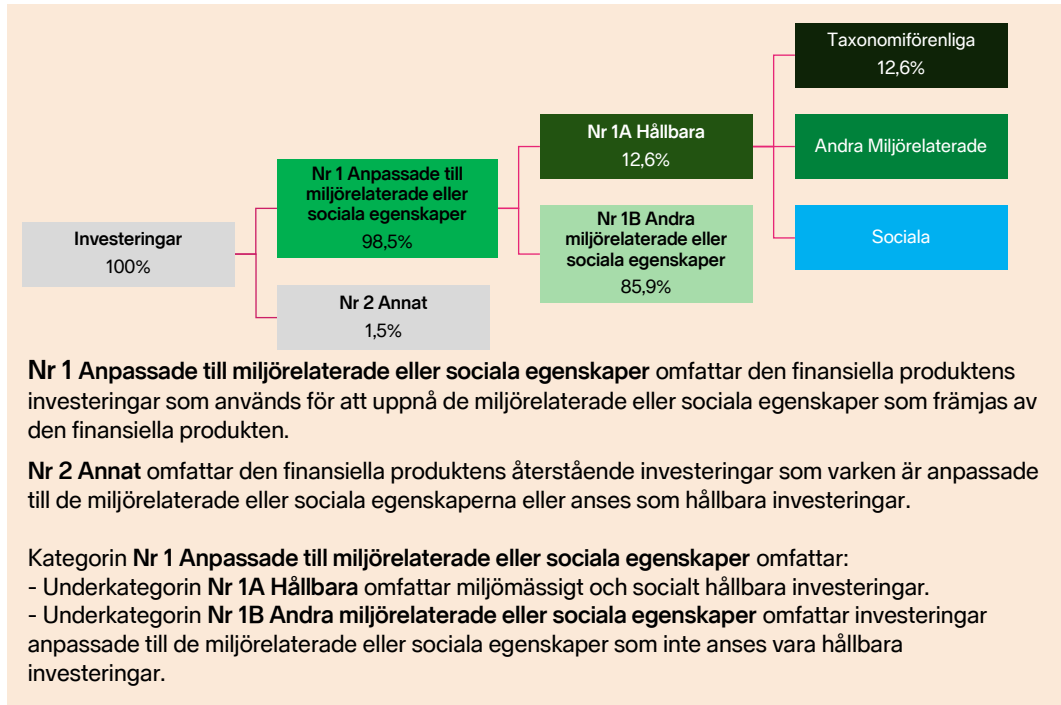 Investeringar
100%
Nr 1 Anpassade till
miljörelaterade eller
sociala egenskaper
98,5%
Nr 2 Annat
1,5%
Nr 1A Hållbara
12,6%
Nr 1B Andra
miljörelaterade eller
sociala egenskaper
85,9%
Taxonomiförenliga
12,6%
Andra Miljörelaterade
Sociala
Nr 1 Anpassade till miljörelaterade eller sociala egenskaper omfattar den finansiella produktens
investeringar som används för att uppnå de miljörelaterade eller sociala egenskaper som främjas av
den finansiella produkten.
Nr 2 Annat omfattar den finansiella produktens återstående investeringar som varken är anpassade
till de miljörelaterade eller sociala egenskaperna eller anses som hållbara investeringar.
Kategorin Nr 1 Anpassade till miljörelaterade eller sociala egenskaper omfattar:
- Underkategorin Nr 1A Hållbara omfattar miljömässigt och socialt hållbara investeringar.
- Underkategorin Nr 1B Andra miljörelaterade eller sociala egenskaper omfattar investeringar
anpassade till de miljörelaterade eller sociala egenskaper som inte anses vara hållbara
investeringar.